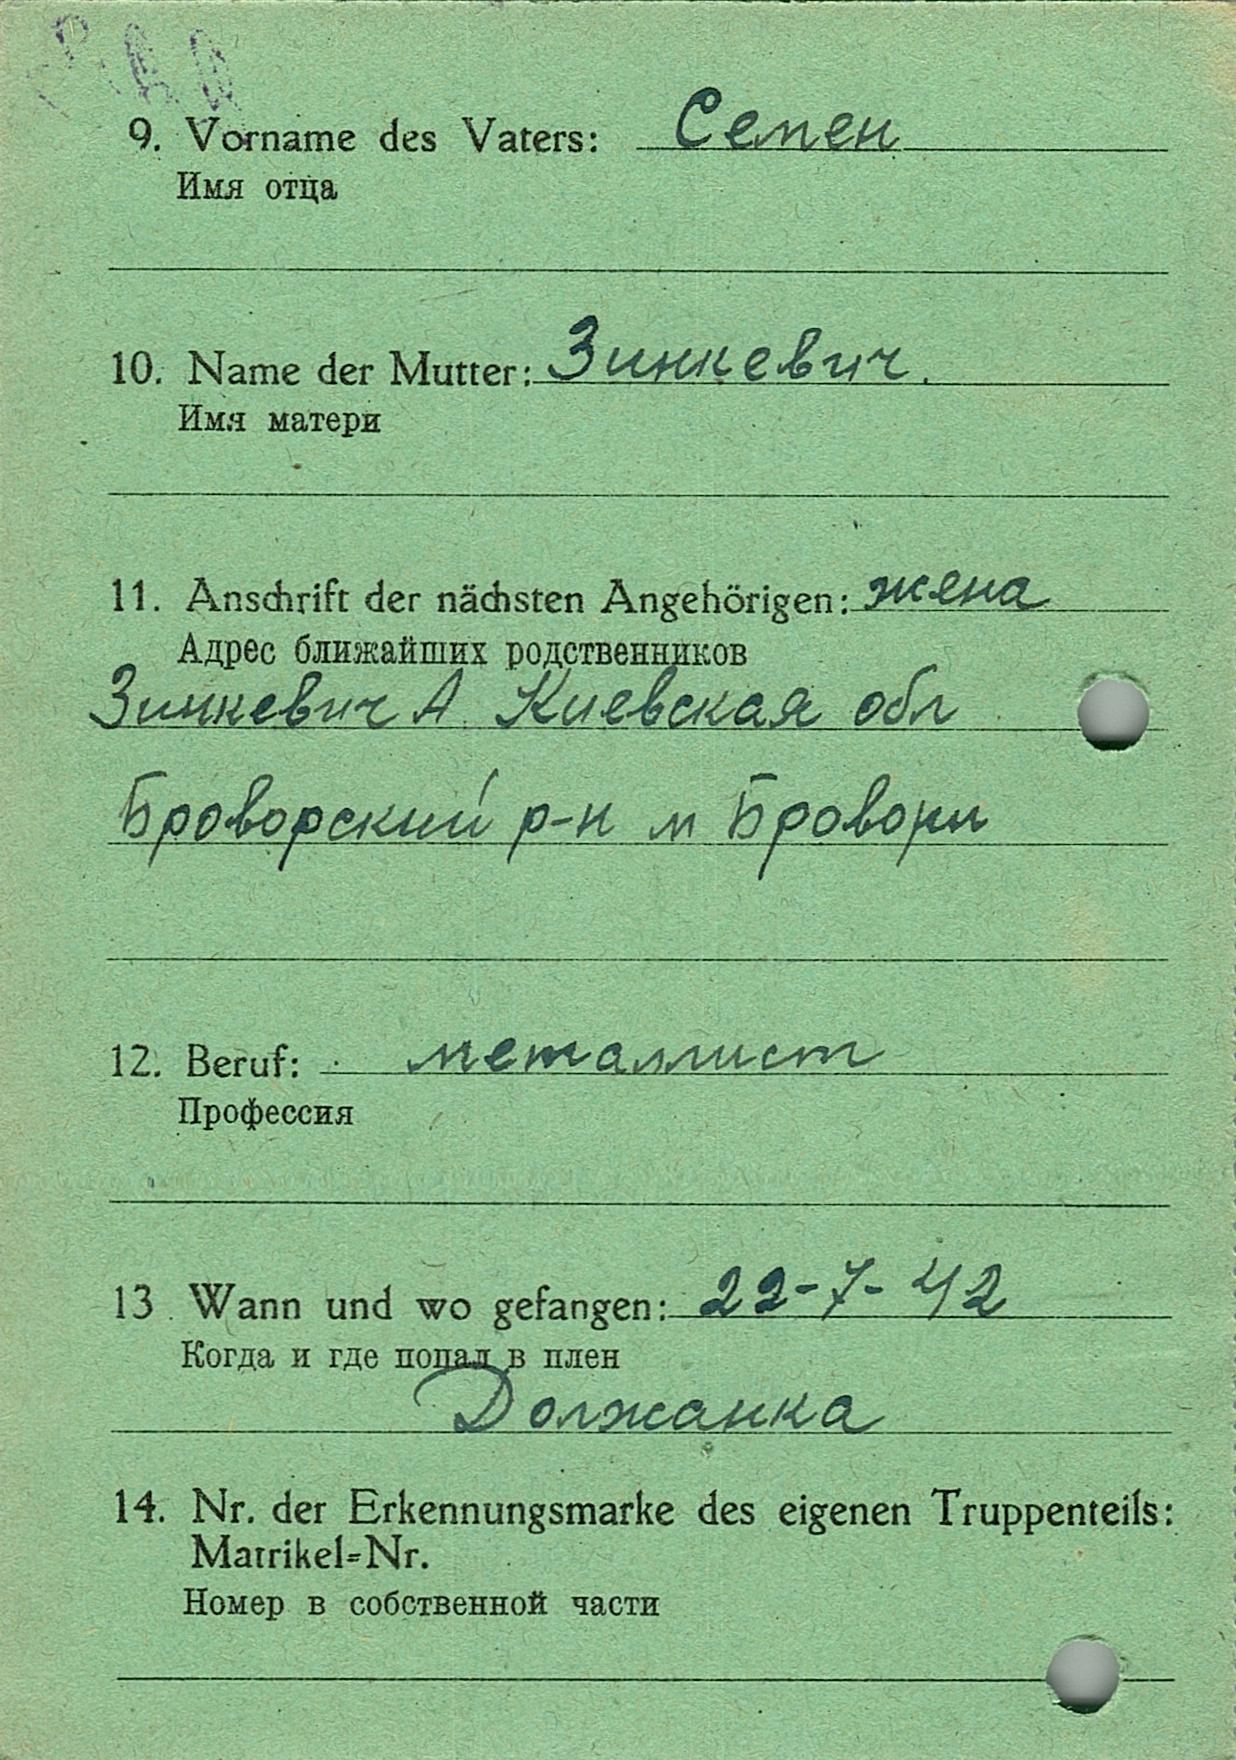 9. Vorname des Vaters: Семен
Имя отца
10. Name der Mutter: Зинкевич.
Имя матери
11. Anschrift der nächsten Angehörigen: жена
Адрес ближайших родственников
Зинкевич А. Киевская обл
Броворский р-н м Бровори
12. Beruf: металлист
Профессия
13. Wann und wo gefangen: 22-7-42
Когда и где попал в плен
Должанка
14. Nr. der Erkennungsmarke des eigenen Truppenteils:
Matrikel-Nr.
Номер в собственной части